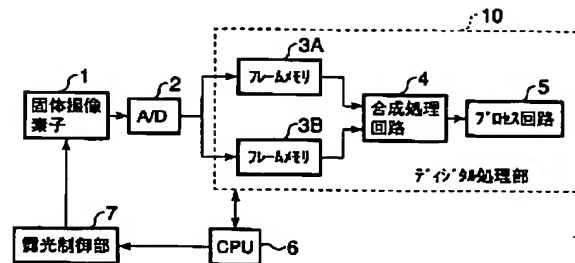 10
3A
フレームメモリ
1
固体撮像
素子
2
A/D
4
合成処理
回路
5
プロセス回路
3B
フレームメモリ
ディジタル処理部
7
露光制御部
CPU
6